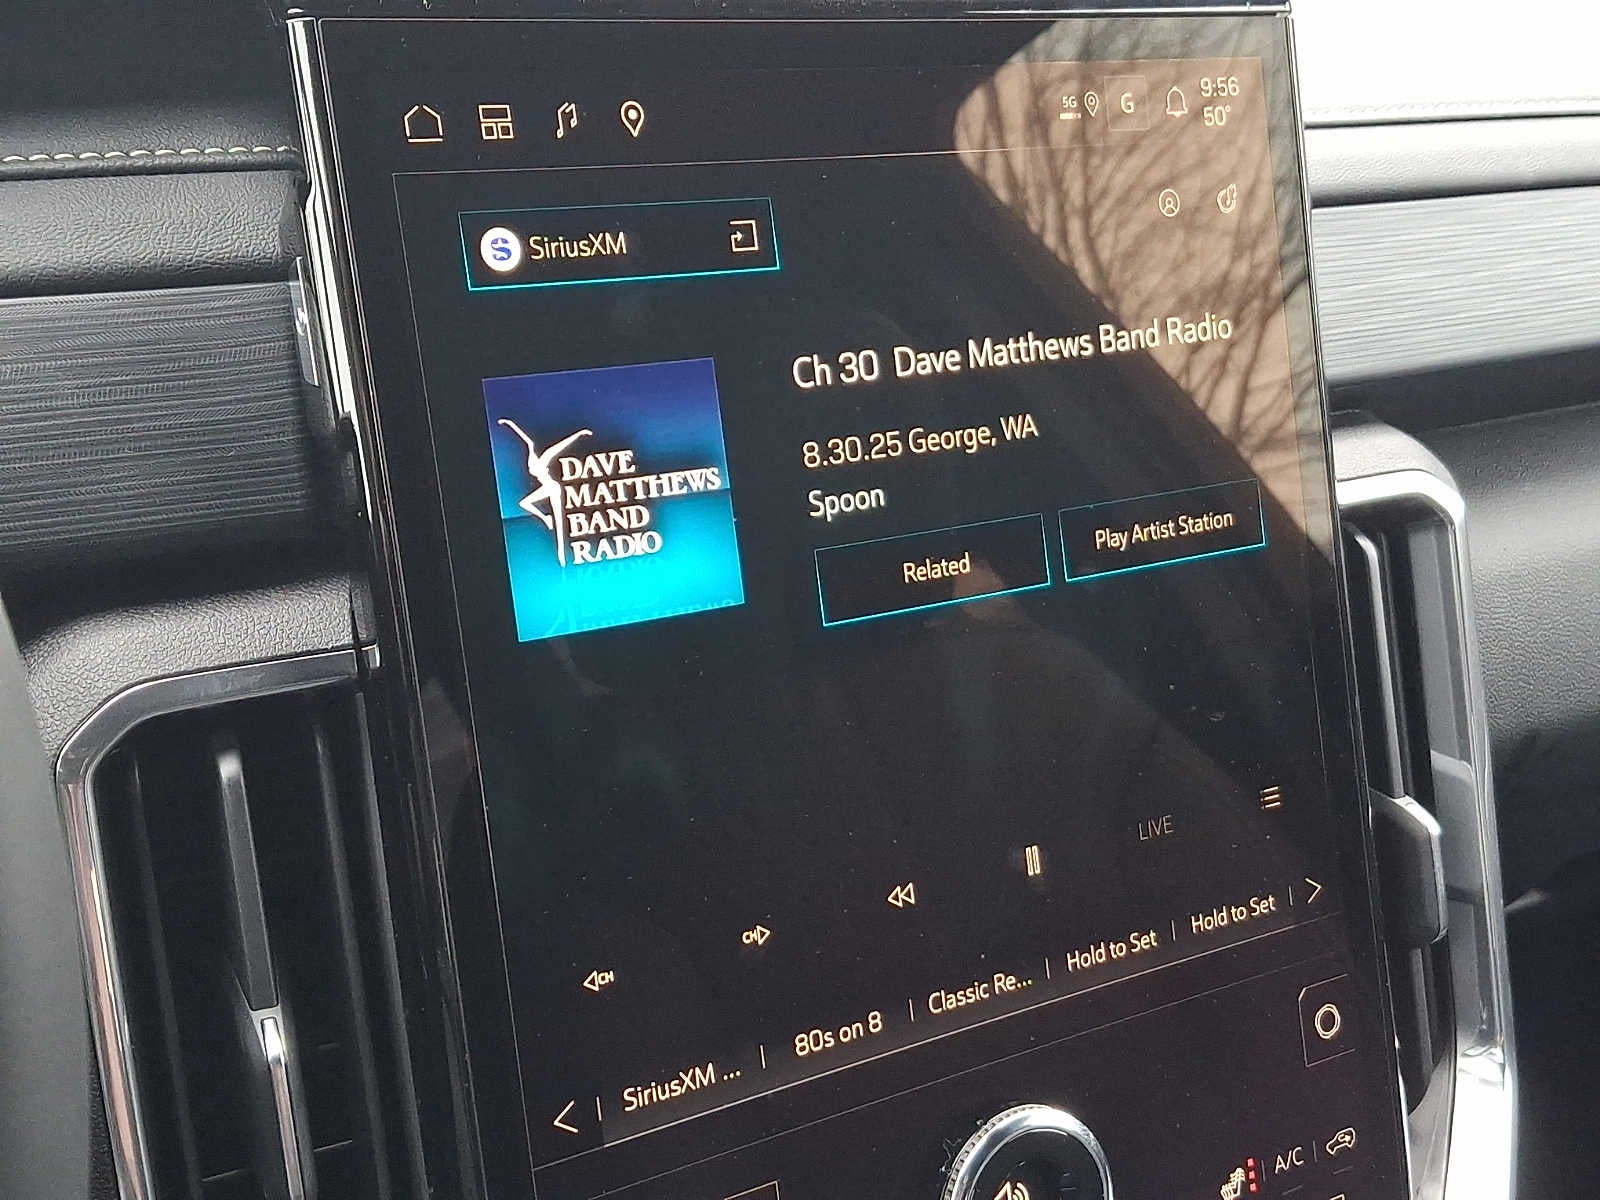 5G G 9:56
50°
SiriusXM
Ch 30 Dave Matthews Band Radio
8.30.25 George, WA
Spoon
Related
Play Artist Station
DAVE
MATTHEWS
BAND
RADIO
LIVE
CH
CH
SiriusXM ... | 80s on 8 | Classic Re... | Hold to Set | Hold to Set
A/C